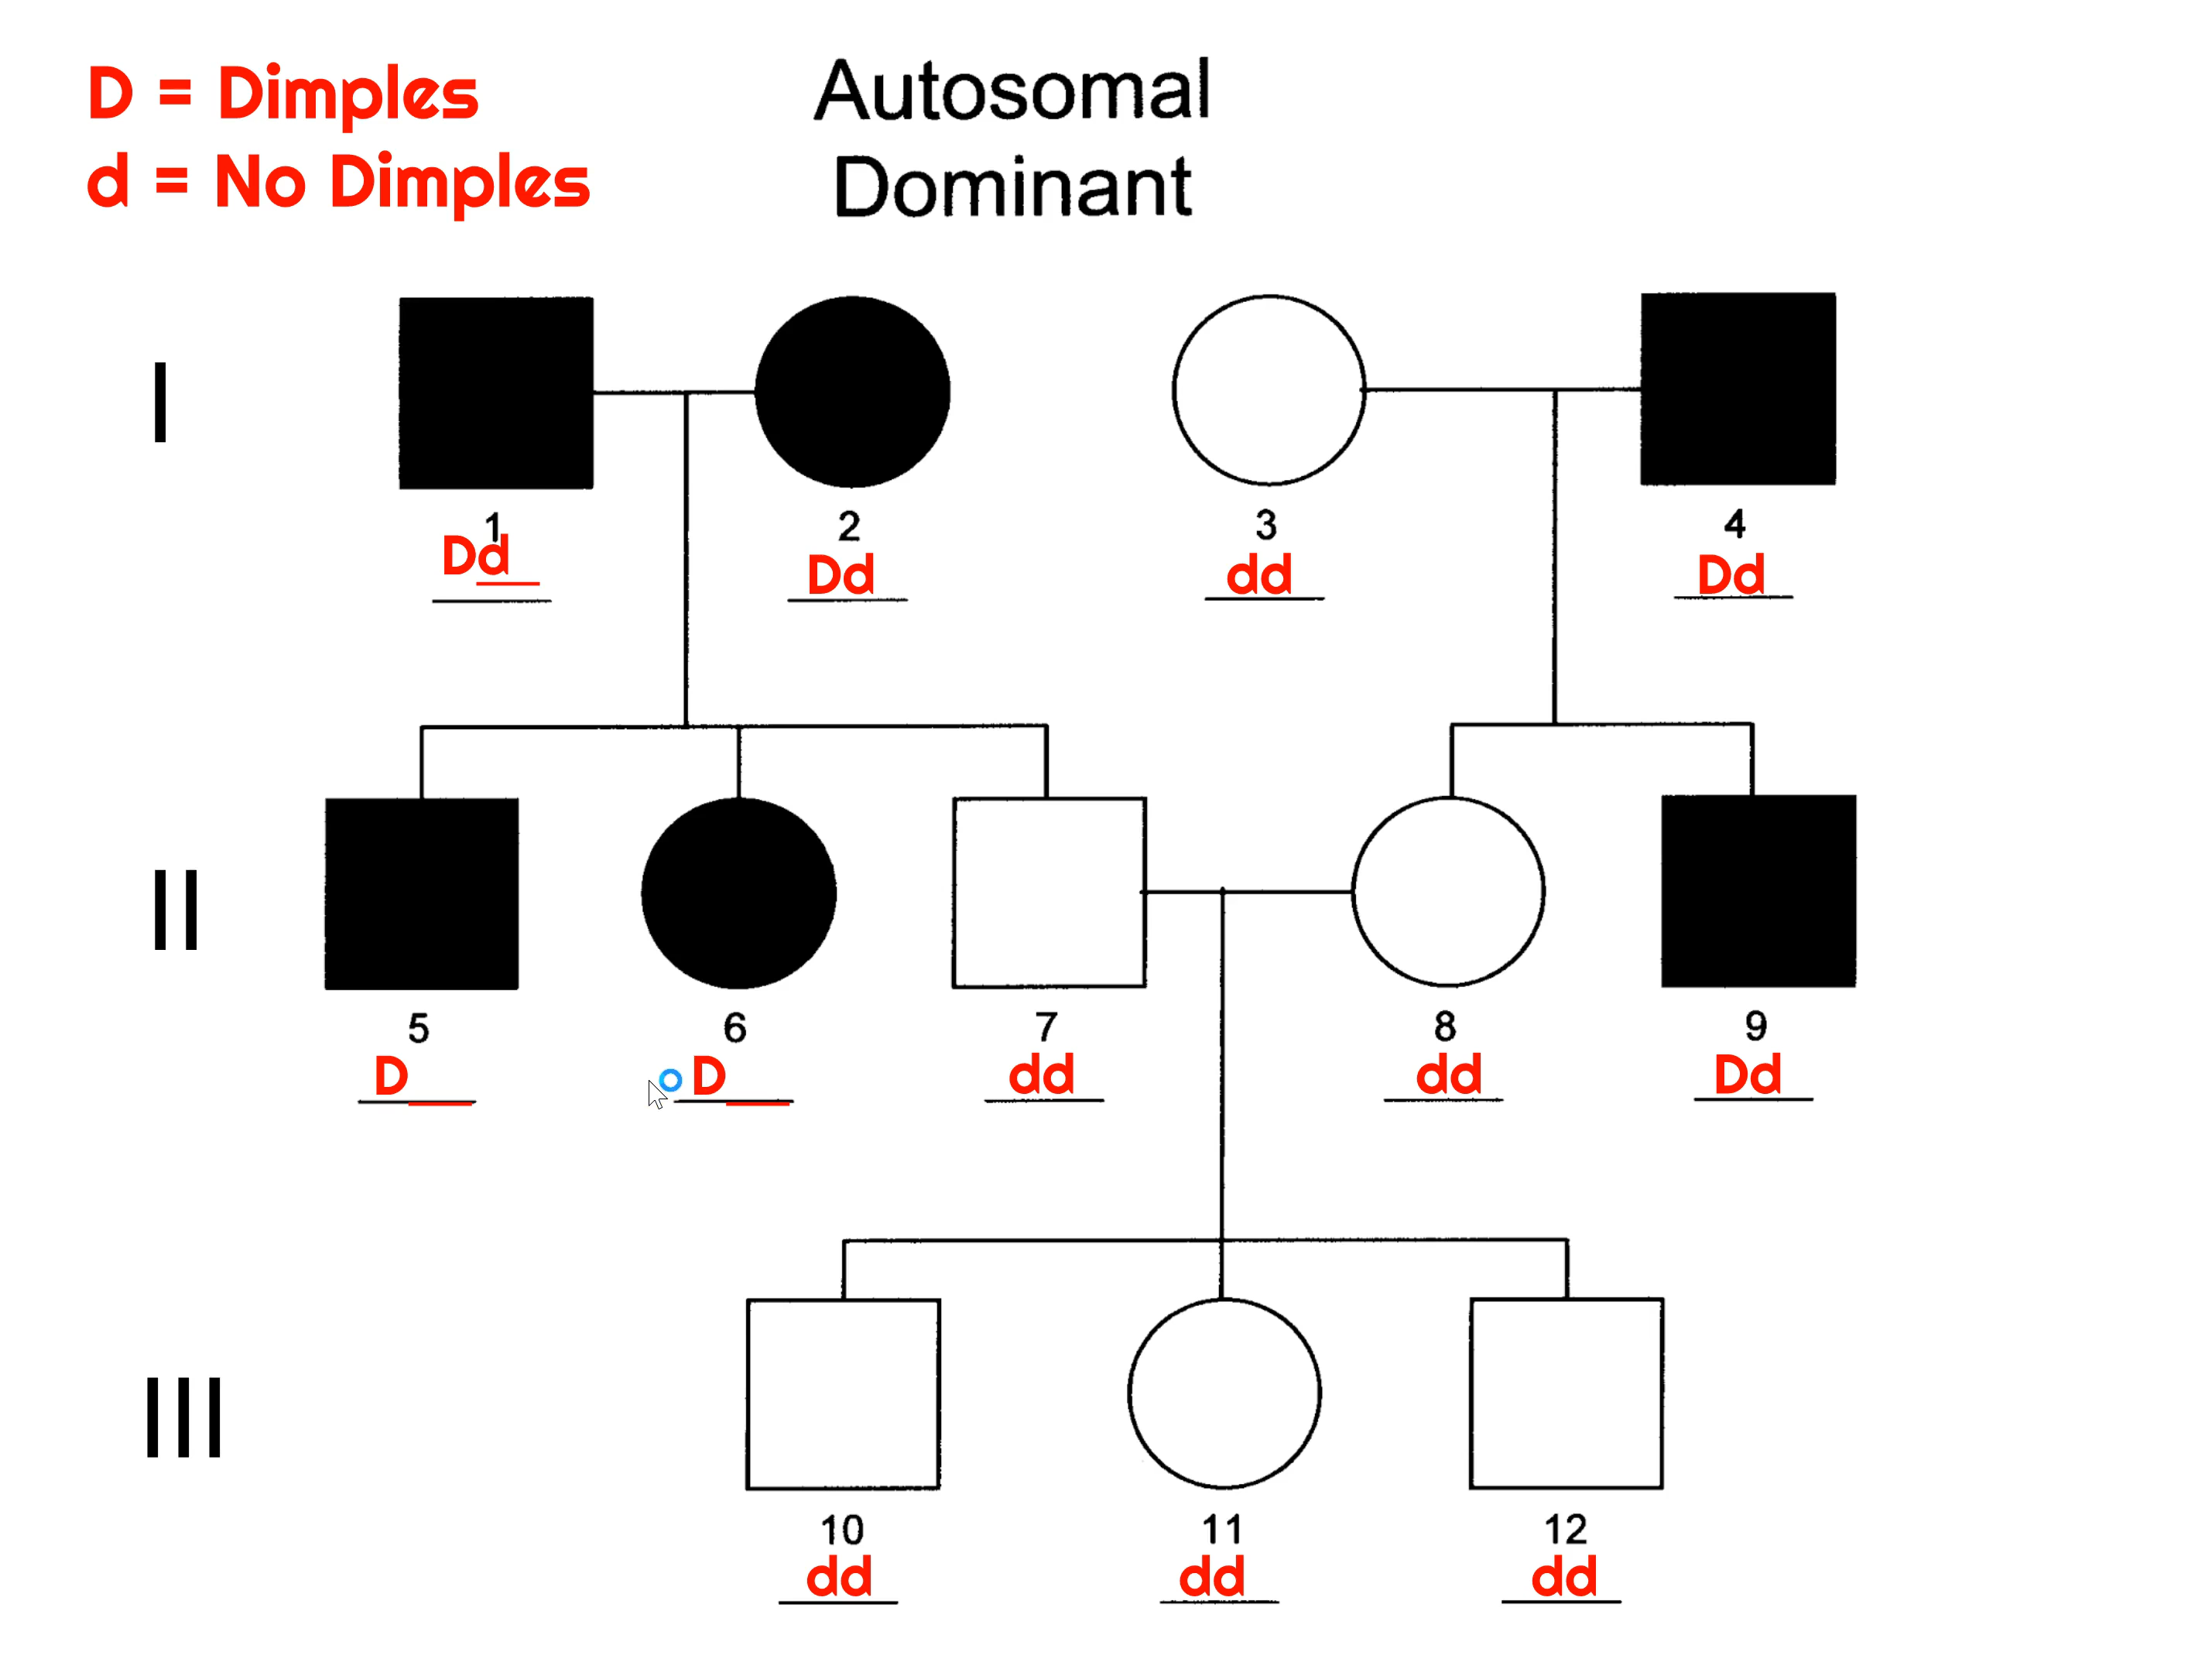 D = Dimples
d = No Dimples
Autosomal
Dominant
I
1
2
3
4
Dd
Dd
dd
Dd
II
5
6
7
8
9
D
D
dd
dd
Dd
III
10
11
12
dd
dd
dd